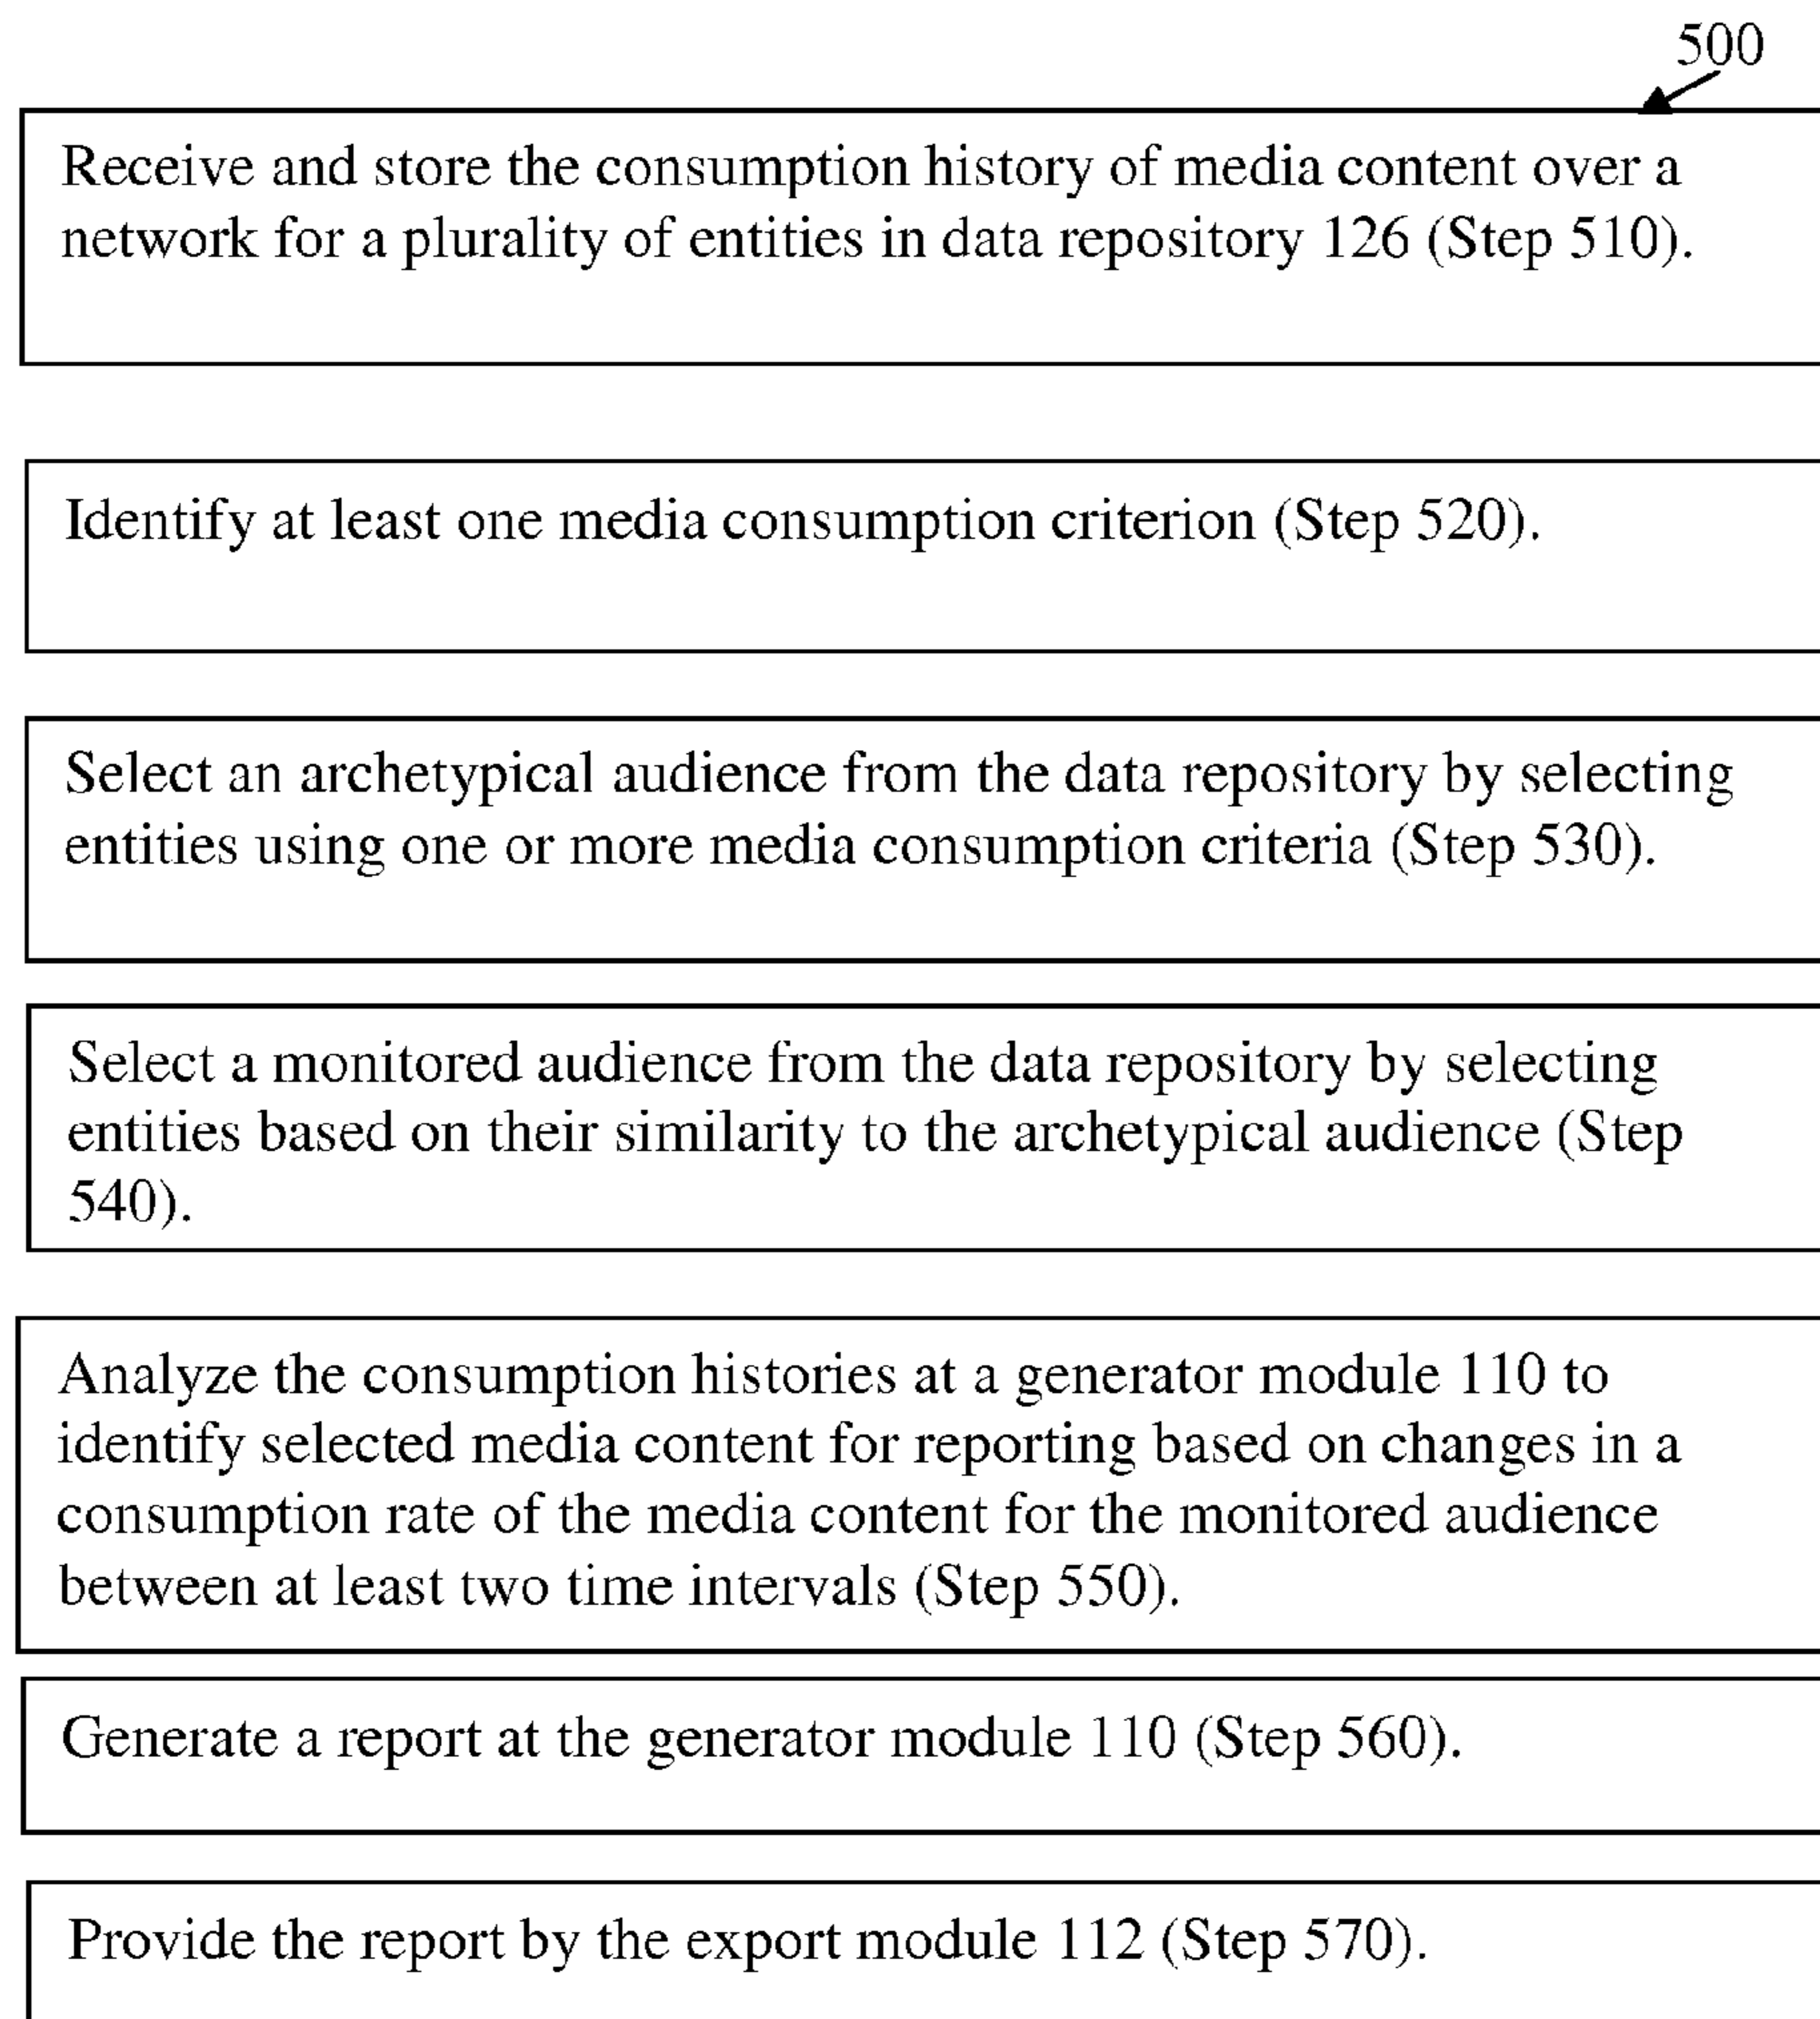 500
Receive and store the consumption history of media content over a
network for a plurality of entities in data repository 126 (Step 510).
Identify at least one media consumption criterion (Step 520).
Select an archetypical audience from the data repository by selecting
entities using one or more media consumption criteria (Step 530).
Select a monitored audience from the data repository by selecting
entities based on their similarity to the archetypical audience (Step
540).
Analyze the consumption histories at a generator module 110 to
identify selected media content for reporting based on changes in a
consumption rate of the media content for the monitored audience
between at least two time intervals (Step 550).
Generate a report at the generator module 110 (Step 560).
Provide the report by the export module 112 (Step 570).